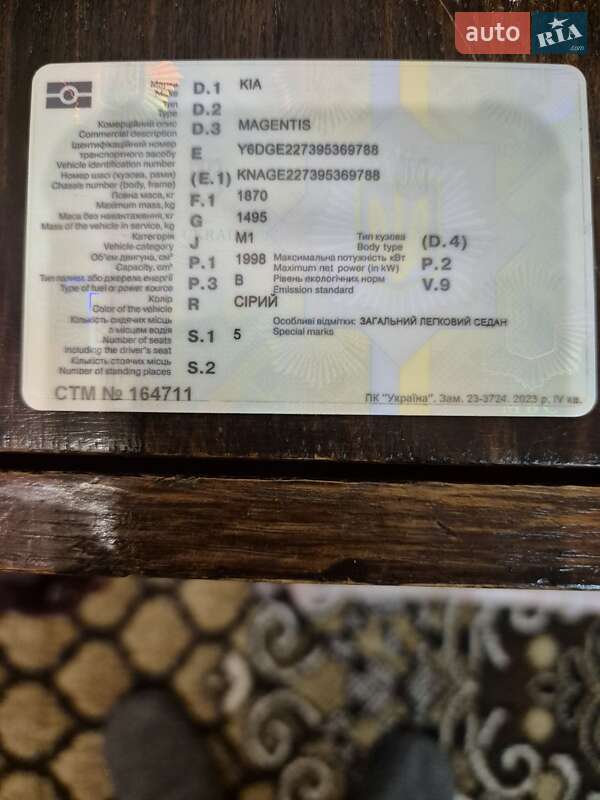 auto RIA .com
Марка D.1 KIA
Make
Тип D.2
Type
Комерційний опис D.3 MAGENTIS
Commercial description
Ідентифікаційний номер
транспортного засобу E Y6DGE227395369788
Vehicle identification number
Номер шасі (кузова, рами) (E.1) KNAGE227395369788
Chassis number (body, frame)
Повна маса, кг F.1 1870
Maximum mass, kg
Маса без навантаження, кг G 1495
Mass of the vehicle in service, kg
Категорія J M1 Тип кузова (D.4)
Vehicle category Body type
Об'єм двигуна, см³ P.1 1998 Максимальна потужність кВт P.2
Capacity, cm³ Maximum net power (in kW)
Тип палива або джерела енергії P.3 B Рівень екологічних норм V.9
Type of fuel or power source Emission standard
Колір R СІРИЙ
Color of the vehicle
Кількість сидячих місць S.1 5 Особливі відмітки: ЗАГАЛЬНИЙ ЛЕГКОВИЙ СЕДАН
з місцем водія Special marks
Number of seats
including the driver's seat
Кількість стоячих місць S.2
Number of standing places
СТМ № 164711
ПК "Україна". Зам. 23-3724. 2023 р. IV кв.